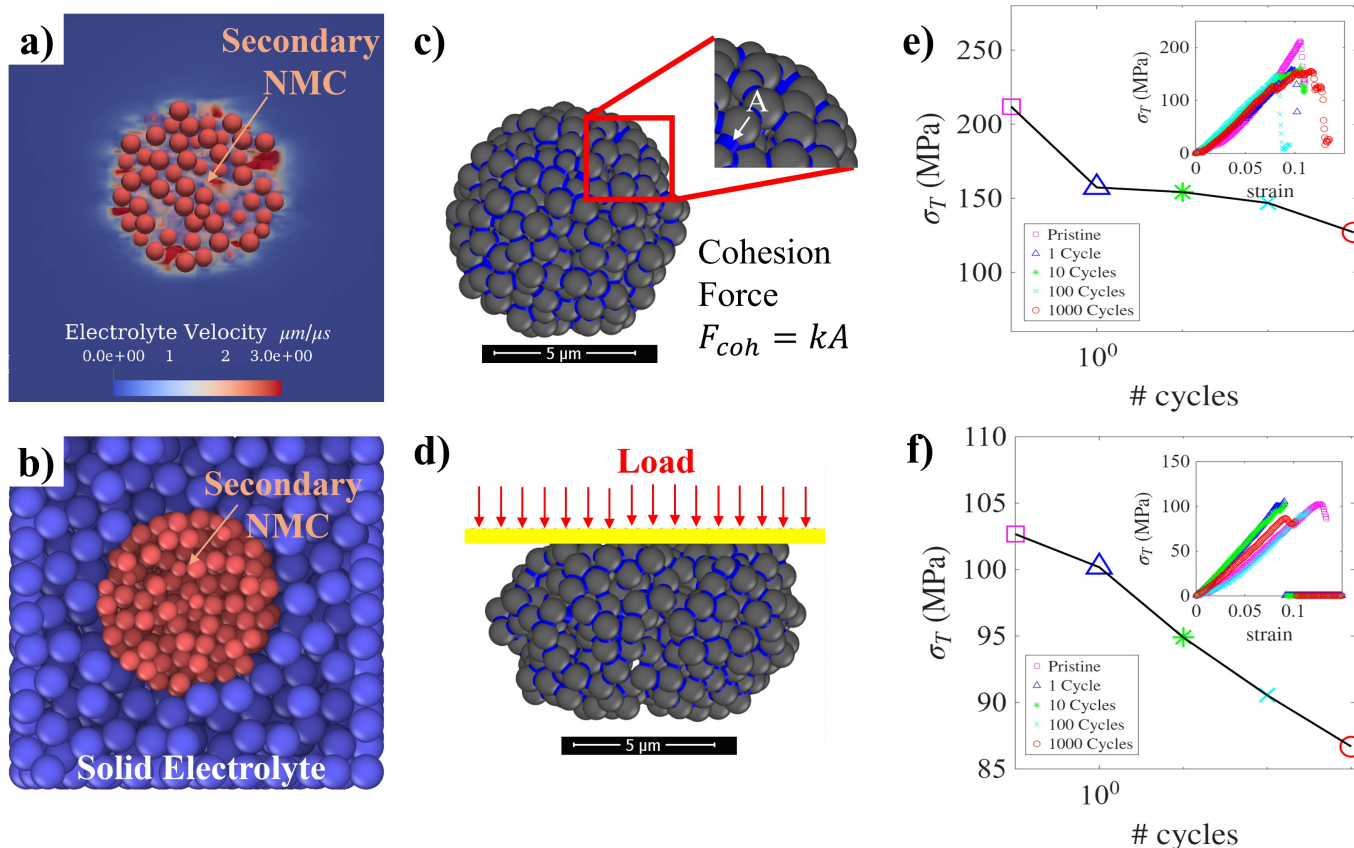 a)
Secondary
NMC
Electrolyte Velocity μm/μs
0.0e+00 1 2 3.0e+00
b)
Secondary
NMC
Solid Electrolyte
c)
A
Cohesion
Force
F_coh = kA
5 μm
d)
Load
5 μm
e)
σ_T (MPa)
250
200
150
100
10^0
# cycles
Pristine
1 Cycle
10 Cycles
100 Cycles
1000 Cycles
σ_T (MPa)
200
100
0
0 0.05 0.1
strain
f)
σ_T (MPa)
110
105
100
95
90
85
10^0
# cycles
Pristine
1 Cycle
10 Cycles
100 Cycles
1000 Cycles
σ_T (MPa)
150
100
50
0
0 0.05 0.1
strain